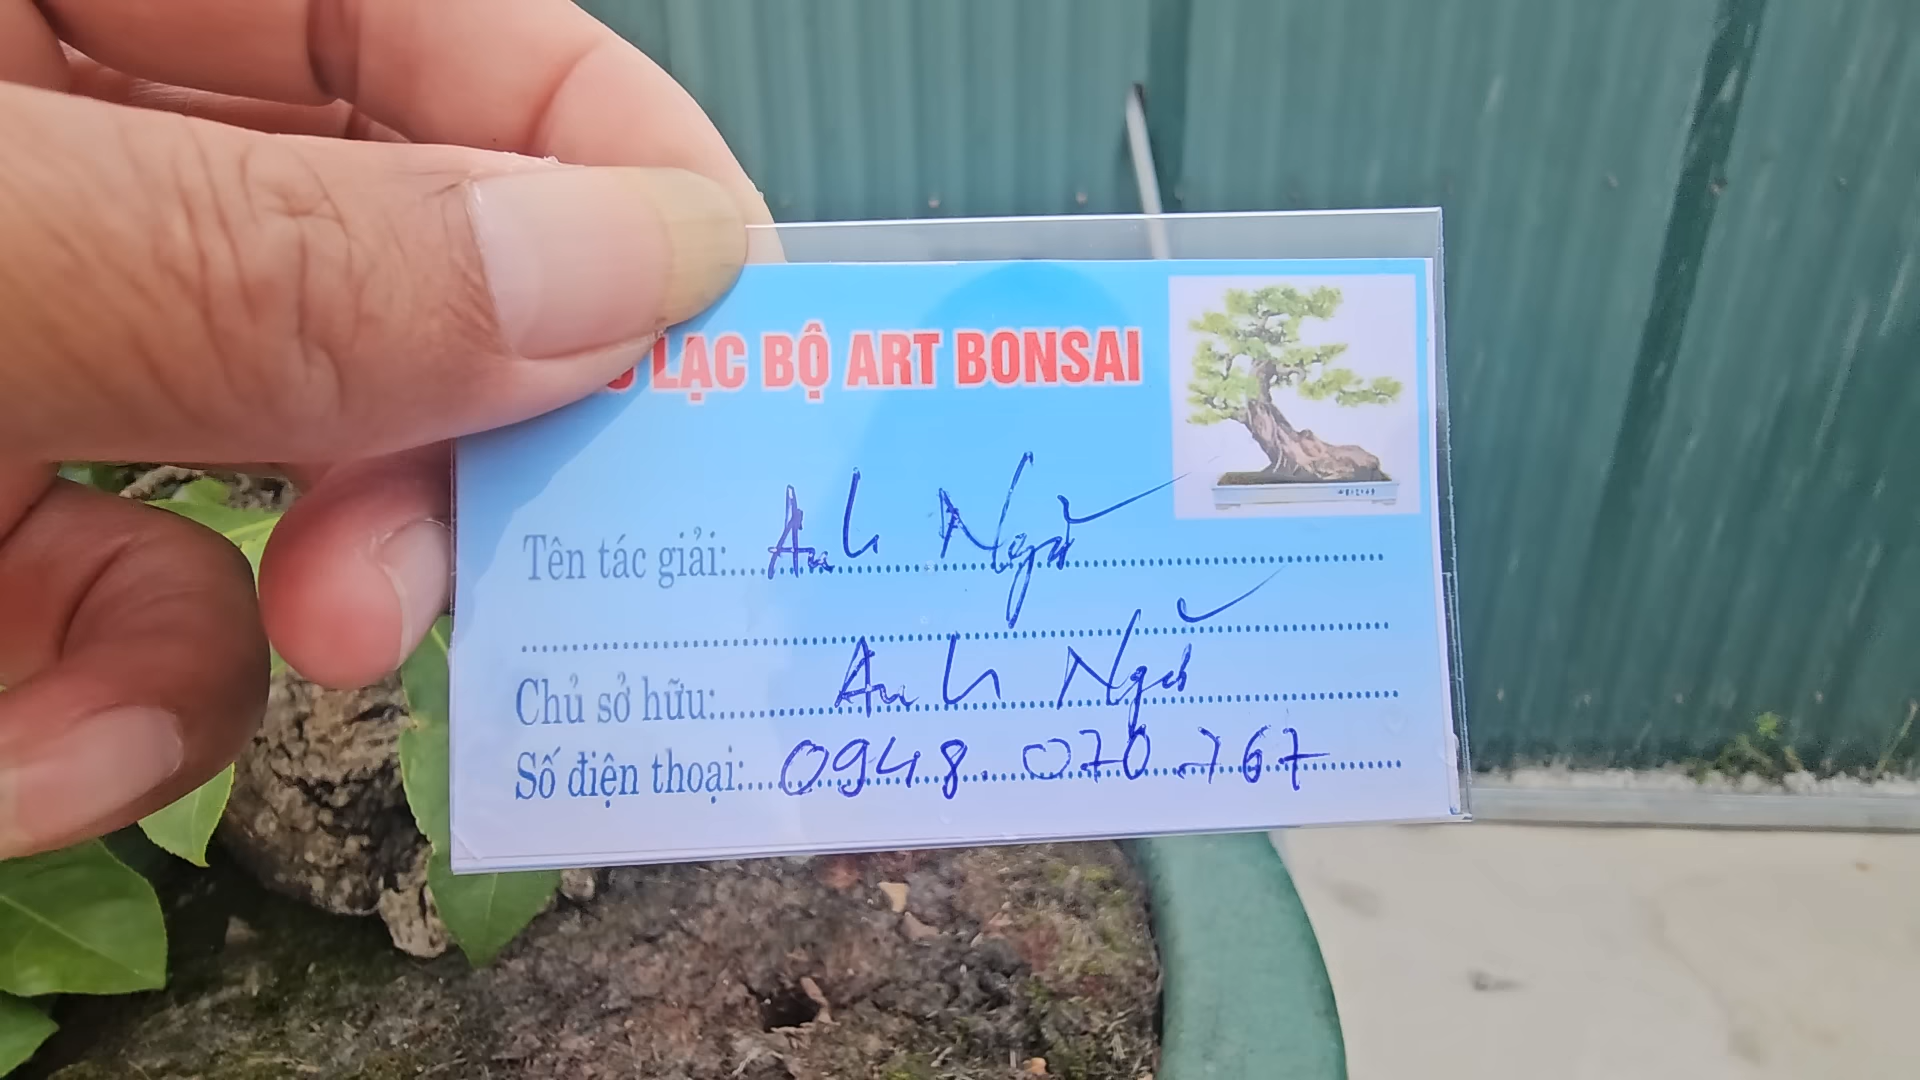 LẠC BỘ ART BONSAI
Tên tác giải: Anh Ngữ
Chủ sở hữu: Anh Ngữ
Số điện thoại: 0948.070.767